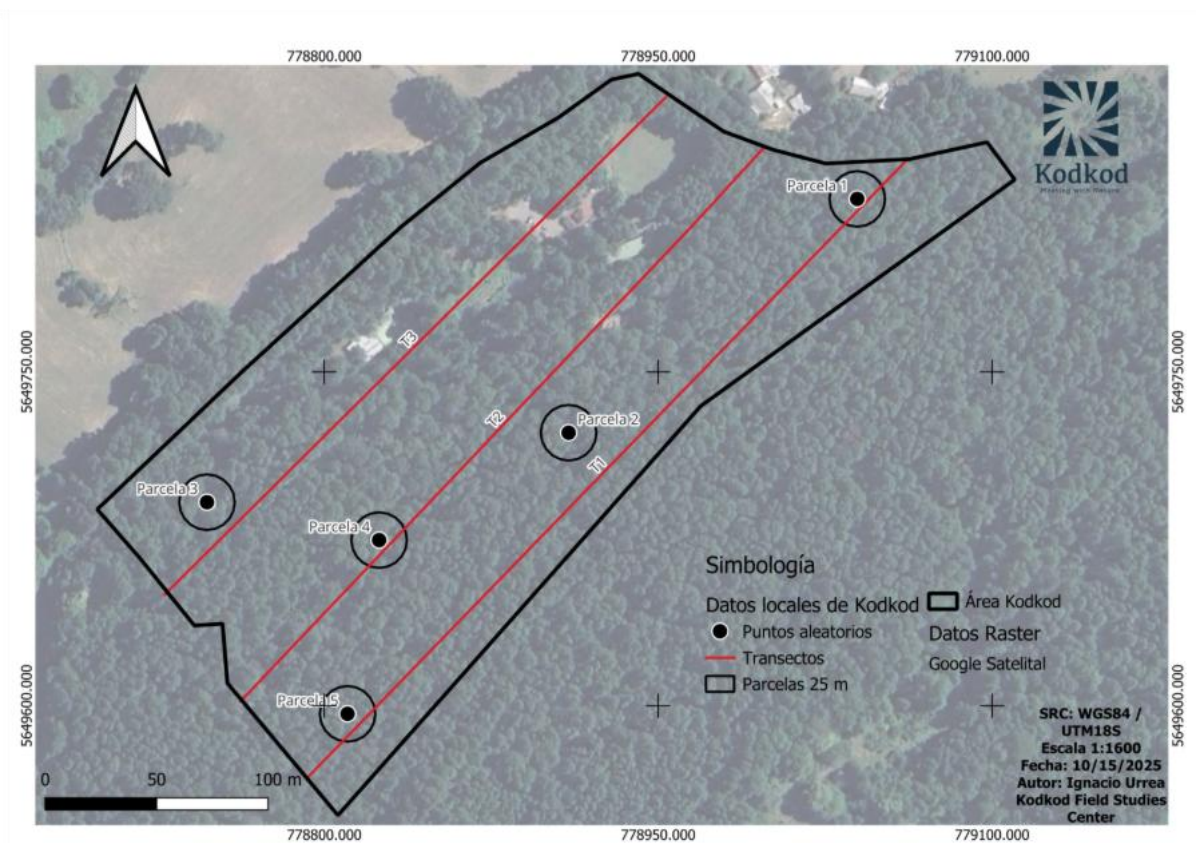 778800.000
778950.000
779100.000
Kodkod
Meeting with Nature
Parcela 1
5649750.000
5649750.000
T3
T2
Parcela 2
T1
Parcela 3
Parcela 4
Simbología
Datos locales de Kodkod
Área Kodkod
Puntos aleatorios
Datos Raster
Transectos
Google Satelital
Parcelas 25 m
Parcela 5
5649600.000
5649600.000
SRC: WGS84 /
UTM18S
Escala 1:1600
Fecha: 10/15/2025
Autor: Ignacio Urrea
Kodkod Field Studies
Center
0
50
100 m
778800.000
778950.000
779100.000